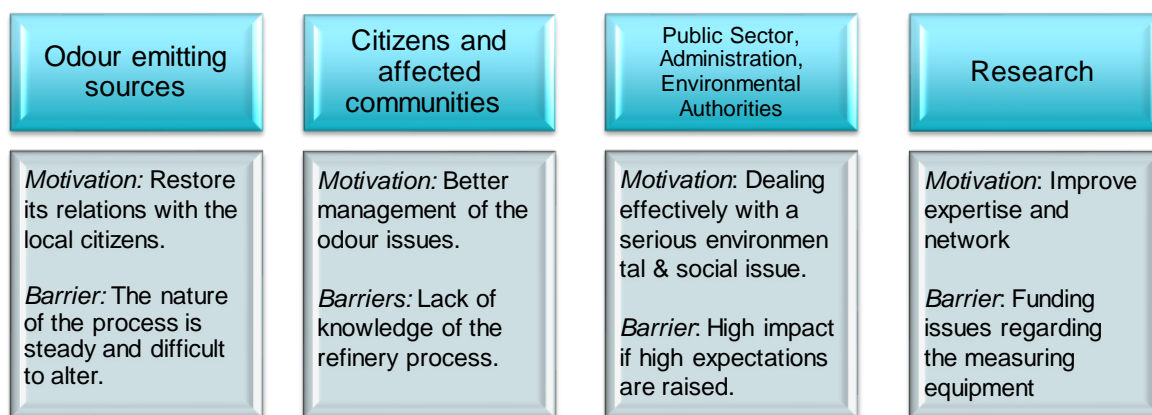 Odour emitting
sources
Motivation: Restore
its relations with the
local citizens.
Barrier: The nature
of the process is
steady and difficult
to alter.
Citizens and
affected
communities
Motivation: Better
management of the
odour issues.
Barriers: Lack of
knowledge of the
refinery process.
Public Sector,
Administration,
Environmental
Authorities
Motivation: Dealing
effectively with a
serious environmen
tal & social issue.
Barrier: High impact
if high expectations
are raised.
Research
Motivation: Improve
expertise and
network
Barrier: Funding
issues regarding
the measuring
equipment